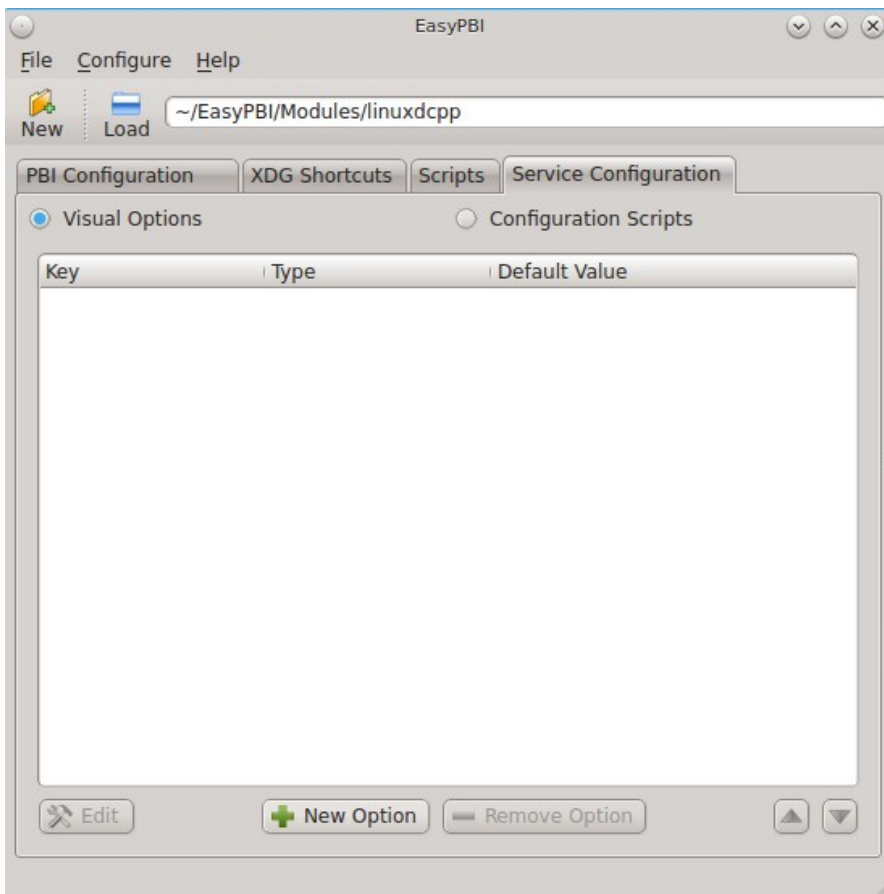 EasyPBI
File Configure Help
New Load ~/EasyPBI/Modules/linuxdcpp
PBI Configuration XDG Shortcuts Scripts Service Configuration
Visual Options Configuration Scripts
Key Type Default Value
Edit New Option Remove Option